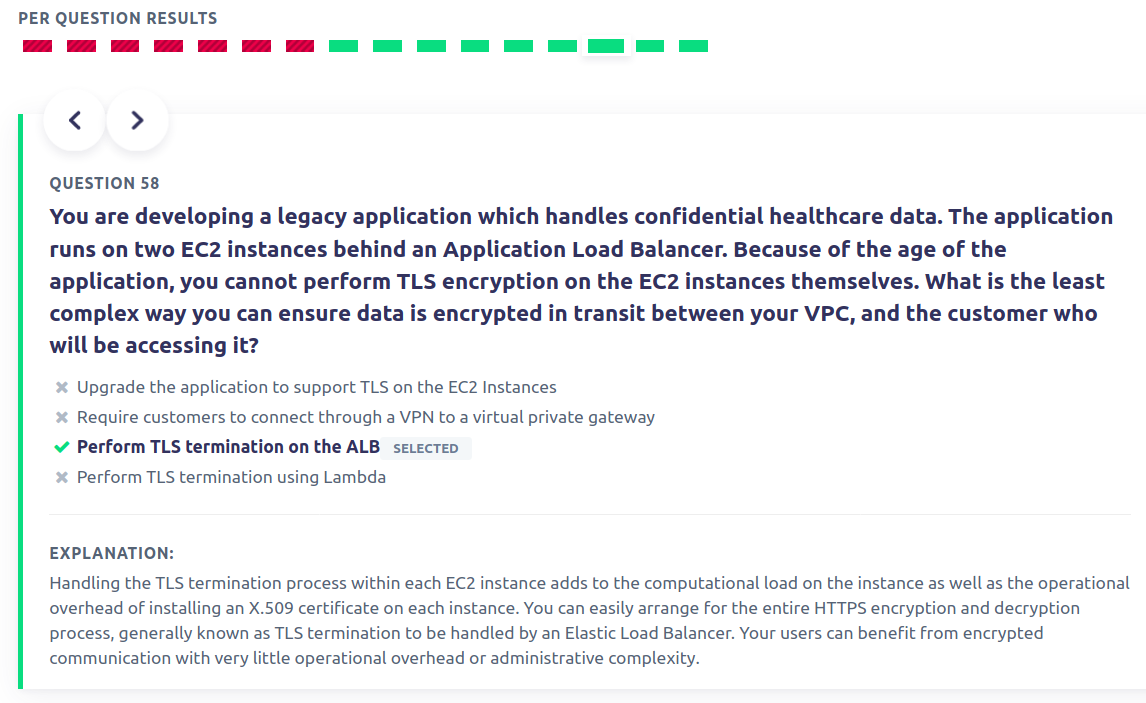 PER QUESTION RESULTS
QUESTION 58
You are developing a legacy application which handles confidential healthcare data. The application
runs on two EC2 instances behind an Application Load Balancer. Because of the age of the
application, you cannot perform TLS encryption on the EC2 instances themselves. What is the least
complex way you can ensure data is encrypted in transit between your VPC, and the customer who
will be accessing it?
Upgrade the application to support TLS on the EC2 Instances
Require customers to connect through a VPN to a virtual private gateway
Perform TLS termination on the ALB SELECTED
Perform TLS termination using Lambda
EXPLANATION:
Handling the TLS termination process within each EC2 instance adds to the computational load on the instance as well as the operational
overhead of installing an X.509 certificate on each instance. You can easily arrange for the entire HTTPS encryption and decryption
process, generally known as TLS termination to be handled by an Elastic Load Balancer. Your users can benefit from encrypted
communication with very little operational overhead or administrative complexity.